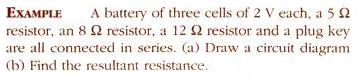 EXAMPLE A battery of three cells of 2 V each, a 5 Ω
resistor, an 8 Ω resistor, a 12 Ω resistor and a plug key
are all connected in series. (a) Draw a circuit diagram
(b) Find the resultant resistance.